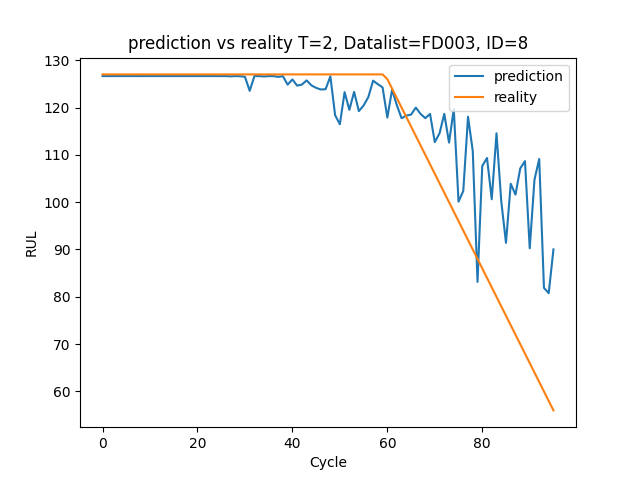 prediction vs reality T=2, Datalist=FD003, ID=8
prediction
reality
130
120
110
100
90
80
70
60
RUL
0
20
40
60
80
Cycle